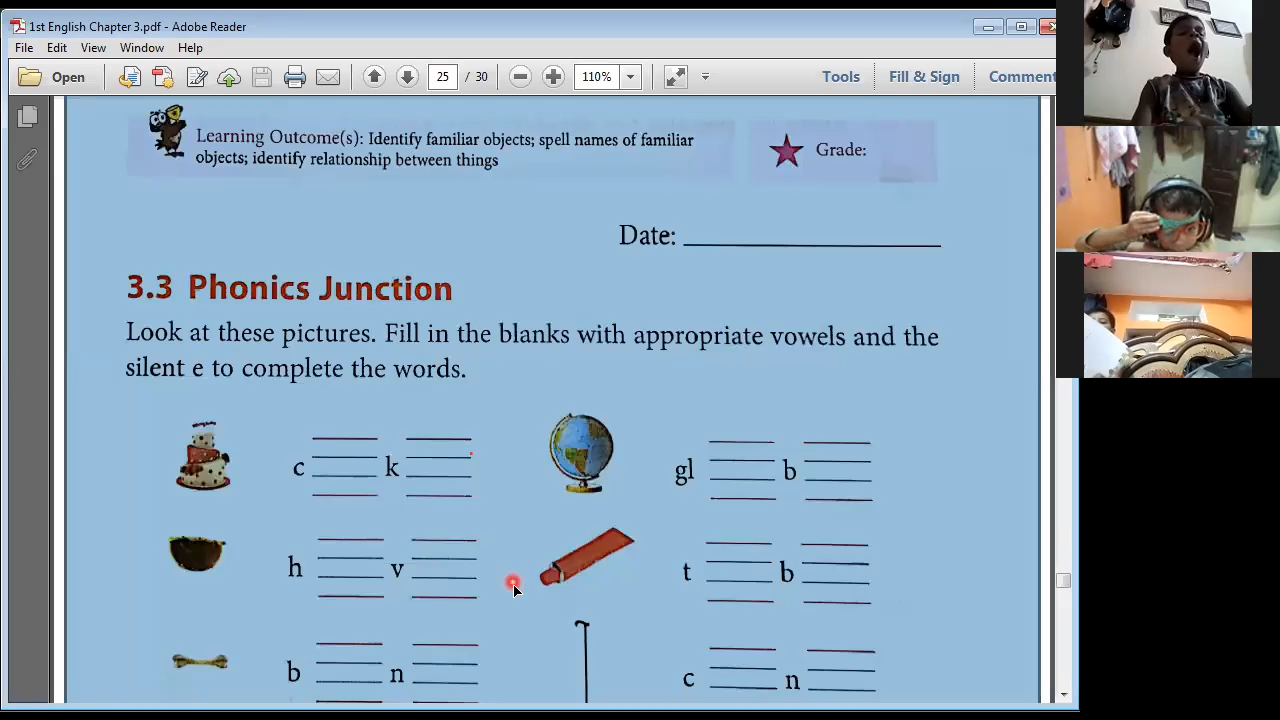 1st English Chapter 3.pdf - Adobe Reader
File Edit View Window Help
Open 25 / 30 110% Tools Fill & Sign Comment
Learning Outcome(s): Identify familiar objects; spell names of familiar
objects; identify relationship between things
Grade:
Date:
3.3 Phonics Junction
Look at these pictures. Fill in the blanks with appropriate vowels and the
silent e to complete the words.
c k gl b
h v t b
b n c n